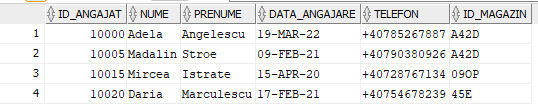 ID_ANGAJAT NUME PRENUME DATA_ANGAJARE TELEFON ID_MAGAZIN
1 10000 Adela Angelescu 19-MAR-22 +40785267887 A42D
2 10005 Madalin Stroe 09-FEB-21 +40790380926 A42D
3 10015 Mircea Istrate 15-APR-20 +40728767134 09OP
4 10020 Daria Marculescu 17-FEB-21 +40754678239 45E